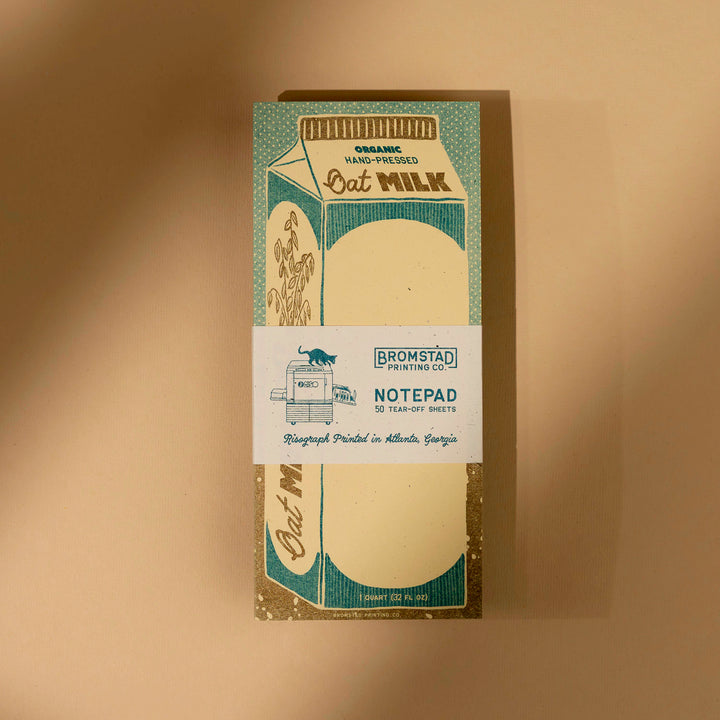 ORGANIC
HAND-PRESSED
Oat MILK
BROMSTAD
PRINTING CO.
NOTEPAD
50 TEAR-OFF SHEETS
Risograph Printed in Atlanta, Georgia
Oat
1 QUART (32 FL OZ)
BROMSTAD PRINTING CO.